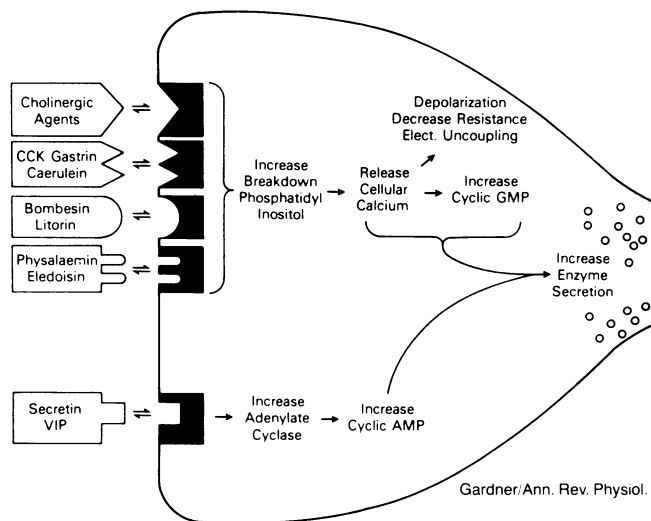 Cholinergic
Agents
CCK Gastrin
Caerulein
Bombesin
Litorin
Physalaemin
Eledoisin
Secretin
VIP
Increase
Breakdown
Phosphatidyl
Inositol
Release
Cellular
Calcium
Depolarization
Decrease Resistance
Elect. Uncoupling
Increase
Cyclic GMP
Increase
Enzyme
Secretion
Increase
Adenylate
Cyclase
Increase
Cyclic AMP
Gardner/Ann. Rev. Physiol.